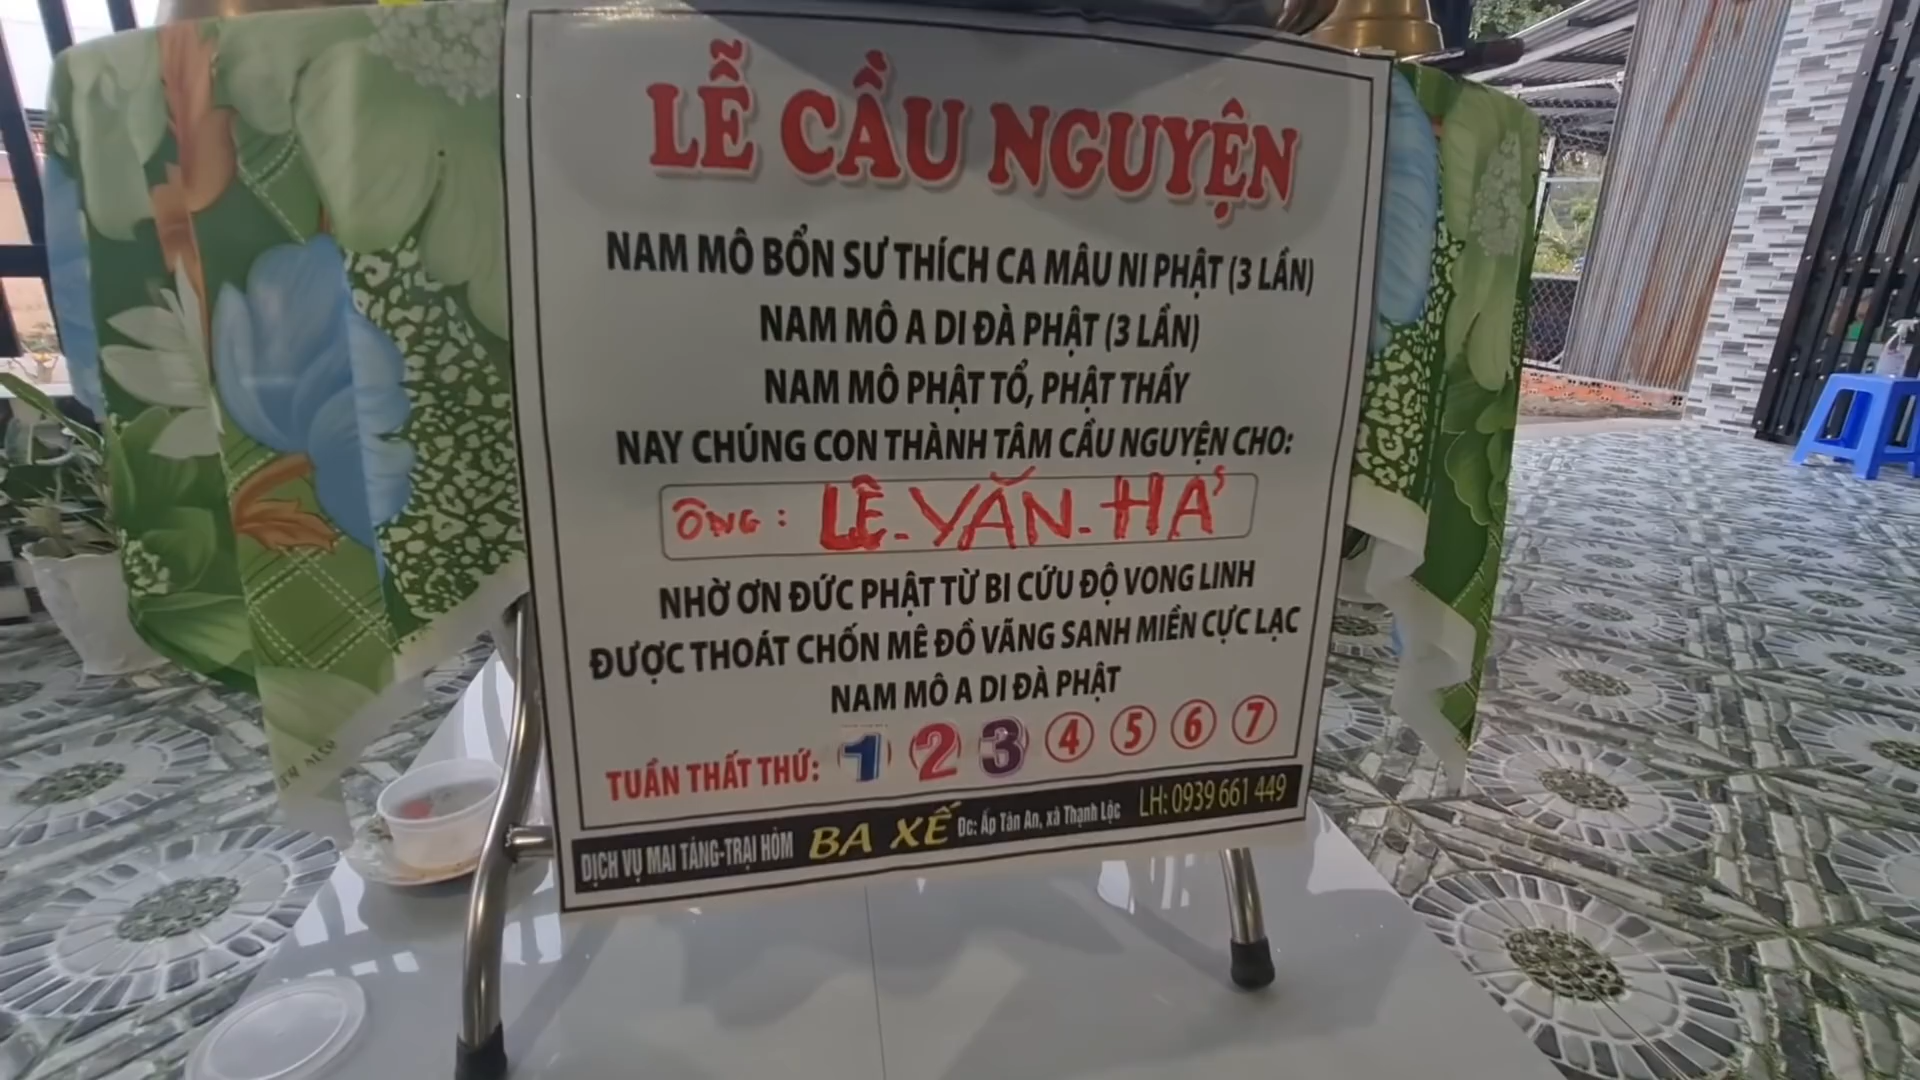 LỄ CẦU NGUYỆN
NAM MÔ BỔN SƯ THÍCH CA MÂU NI PHẬT (3 LẦN)
NAM MÔ A DI ĐÀ PHẬT (3 LẦN)
NAM MÔ PHẬT TỔ, PHẬT THẦY
NAY CHÚNG CON THÀNH TÂM CẦU NGUYỆN CHO:
ÔNG: LÊ-VĂN-HẢ
NHỜ ƠN ĐỨC PHẬT TỪ BI CỨU ĐỘ VONG LINH
ĐƯỢC THOÁT CHỐN MÊ ĐỒ VÃNG SANH MIỀN CỰC LẠC
NAM MÔ A DI ĐÀ PHẬT
TUẦN THẤT THỨ: 1 2 3 4 5 6 7
DỊCH VỤ MAI TÁNG-TRẠI HÒM BA XẾ Đc: Ấp Tân An, xã Thạnh Lộc LH: 0939 661 449